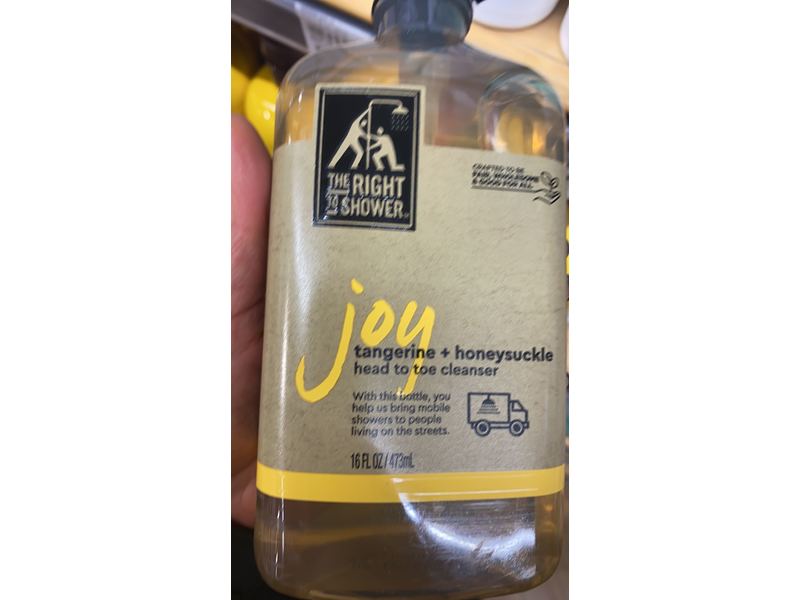 THE RIGHT
TO SHOWER
CRAFTED TO BE
FAIR, WHOLESOME
& GOOD FOR ALL
joy
tangerine + honeysuckle
head to toe cleanser
With this bottle, you
help us bring mobile
showers to people
living on the streets.
16 FL OZ / 473mL